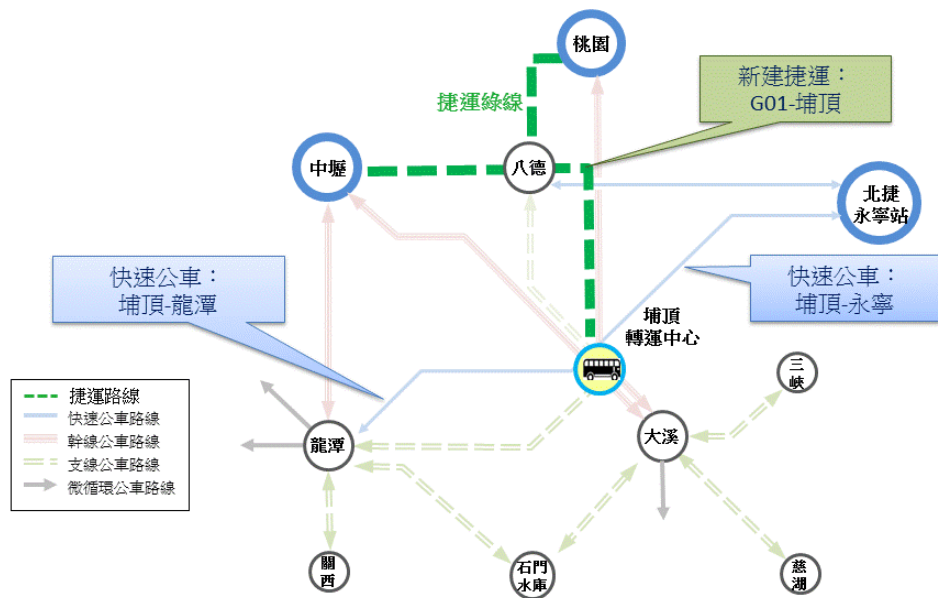 桃園
新建捷運：
G01-埔頂
捷運綠線
中壢
八德
北捷
永寧站
快速公車：
埔頂-龍潭
快速公車：
埔頂-永寧
埔頂
轉運中心
三峽
捷運路線
快速公車路線
幹線公車路線
支線公車路線
微循環公車路線
龍潭
大溪
關西
石門
水庫
慈湖